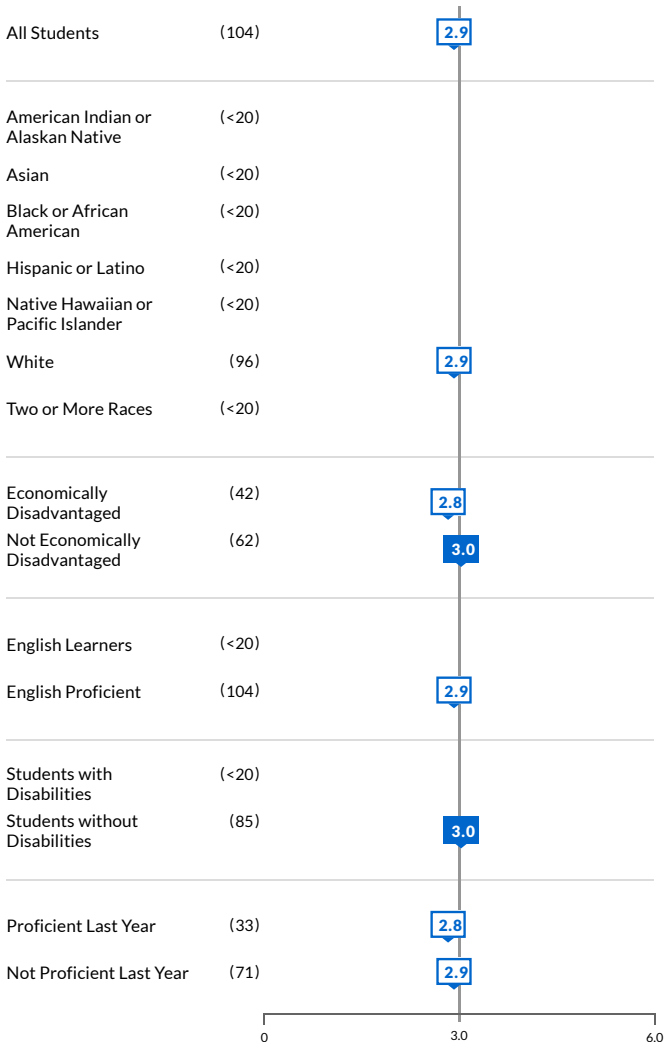 All Students (104) 2.9
American Indian or (<20)
Alaskan Native
Asian (<20)
Black or African (<20)
American
Hispanic or Latino (<20)
Native Hawaiian or (<20)
Pacific Islander
White (96) 2.9
Two or More Races (<20)
Economically (42) 2.8
Disadvantaged
Not Economically (62) 3.0
Disadvantaged
English Learners (<20)
English Proficient (104) 2.9
Students with (<20)
Disabilities
Students without (85) 3.0
Disabilities
Proficient Last Year (33) 2.8
Not Proficient Last Year (71) 2.9
0 3.0 6.0